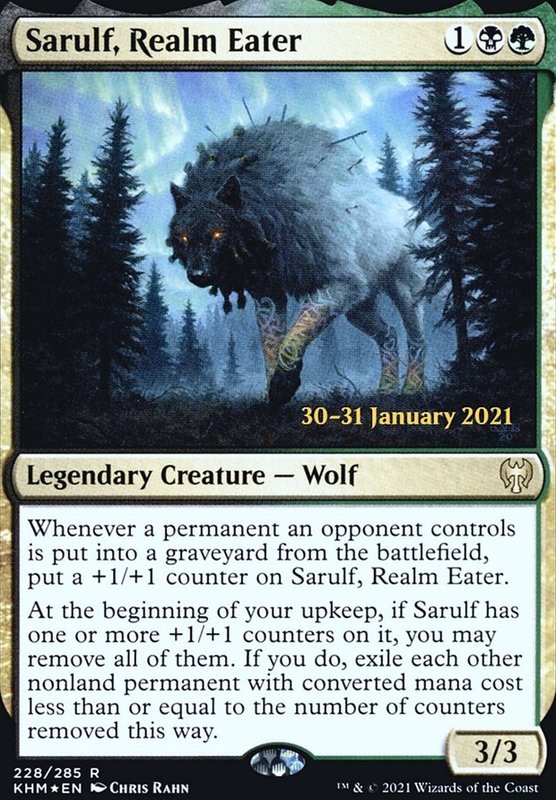 Sarulf, Realm Eater 1
30–31 January 2021
Legendary Creature — Wolf
Whenever a permanent an opponent controls
is put into a graveyard from the battlefield,
put a +1/+1 counter on Sarulf, Realm Eater.
At the beginning of your upkeep, if Sarulf has
one or more +1/+1 counters on it, you may
remove all of them. If you do, exile each other
nonland permanent with converted mana cost
less than or equal to the number of counters
removed this way.
3/3
228/285 R
KHM★EN Chris Rahn
™ & © 2021 Wizards of the Coast